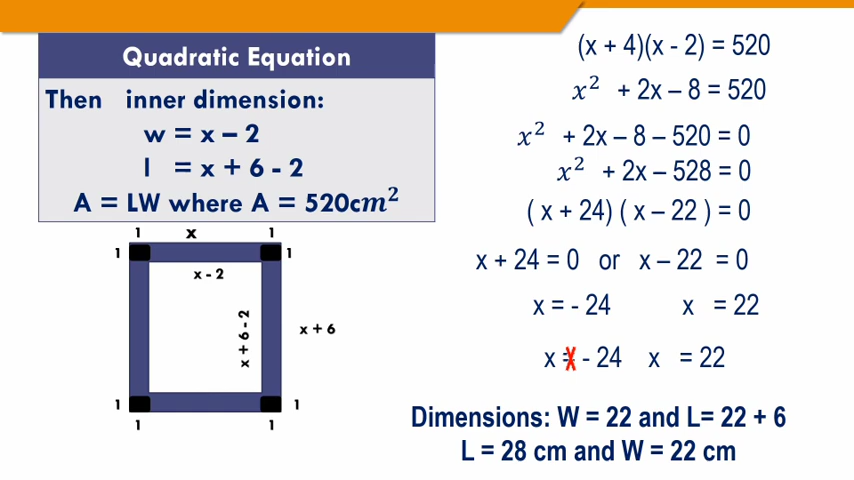 Quadratic Equation
Then inner dimension:
w = x – 2
l = x + 6 - 2
A = LW where A = 520cm²
1 x 1
1 1
x - 2
x + 6 - 2
x + 6
1 1
1 1
(x + 4)(x - 2) = 520
x² + 2x – 8 = 520
x² + 2x – 8 – 520 = 0
x² + 2x – 528 = 0
( x + 24) ( x – 22 ) = 0
x + 24 = 0 or x – 22 = 0
x = - 24 x = 22
x = - 24 x = 22
Dimensions: W = 22 and L= 22 + 6
L = 28 cm and W = 22 cm